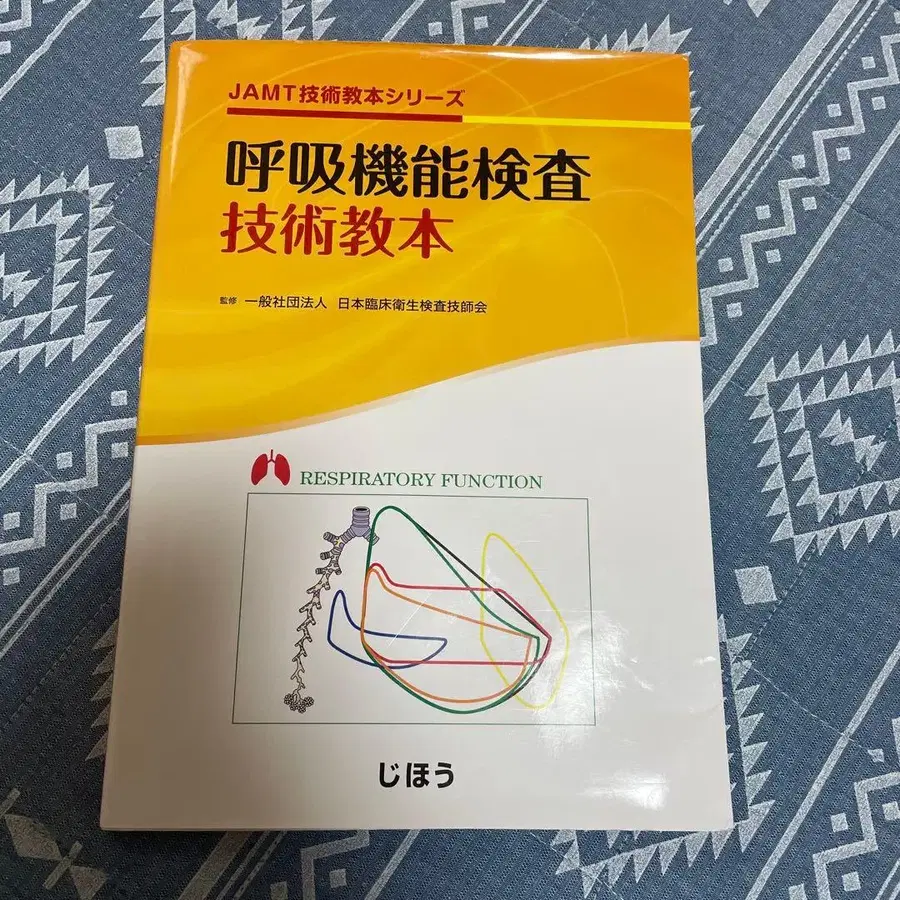 JAMT技術教本シリーズ
呼吸機能検査
技術教本
監修 一般社団法人 日本臨床衛生検査技師会
RESPIRATORY FUNCTION
じほう